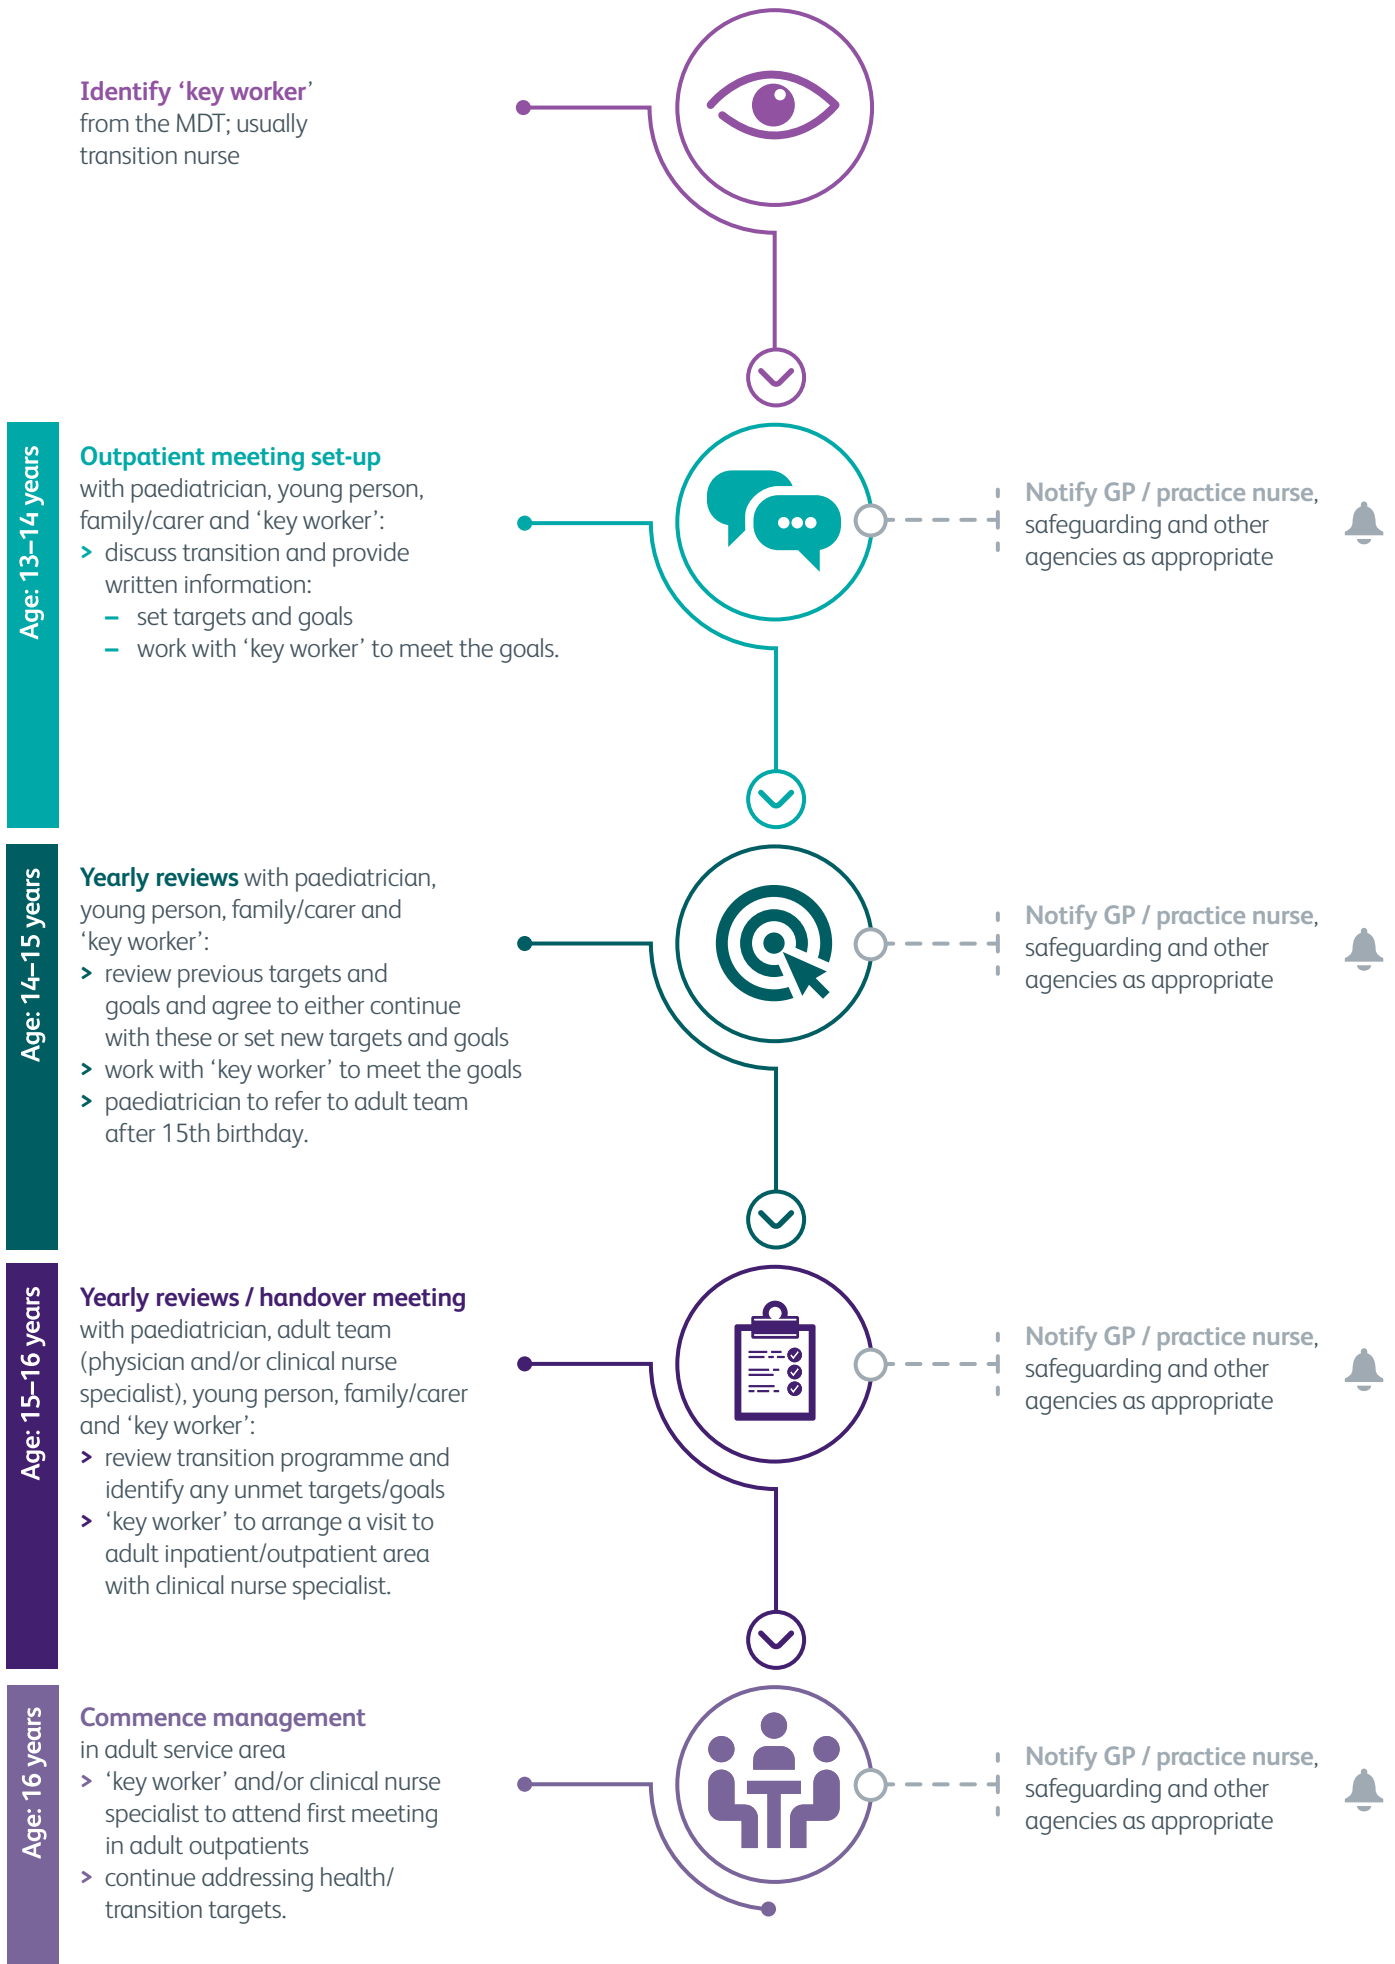 Identify ‘key worker’
from the MDT; usually
transition nurse
Age: 13–14 years
Outpatient meeting set-up
with paediatrician, young person,
family/carer and ‘key worker’:
> discuss transition and provide
written information:
– set targets and goals
– work with ‘key worker’ to meet the goals.
Notify GP / practice nurse,
safeguarding and other
agencies as appropriate
Age: 14–15 years
Yearly reviews with paediatrician,
young person, family/carer and
‘key worker’:
> review previous targets and
goals and agree to either continue
with these or set new targets and goals
> work with ‘key worker’ to meet the goals
> paediatrician to refer to adult team
after 15th birthday.
Notify GP / practice nurse,
safeguarding and other
agencies as appropriate
Age: 15–16 years
Yearly reviews / handover meeting
with paediatrician, adult team
(physician and/or clinical nurse
specialist), young person, family/carer
and ‘key worker’:
> review transition programme and
identify any unmet targets/goals
> ‘key worker’ to arrange a visit to
adult inpatient/outpatient area
with clinical nurse specialist.
Notify GP / practice nurse,
safeguarding and other
agencies as appropriate
Age: 16 years
Commence management
in adult service area
> ‘key worker’ and/or clinical nurse
specialist to attend first meeting
in adult outpatients
> continue addressing health/
transition targets.
Notify GP / practice nurse,
safeguarding and other
agencies as appropriate